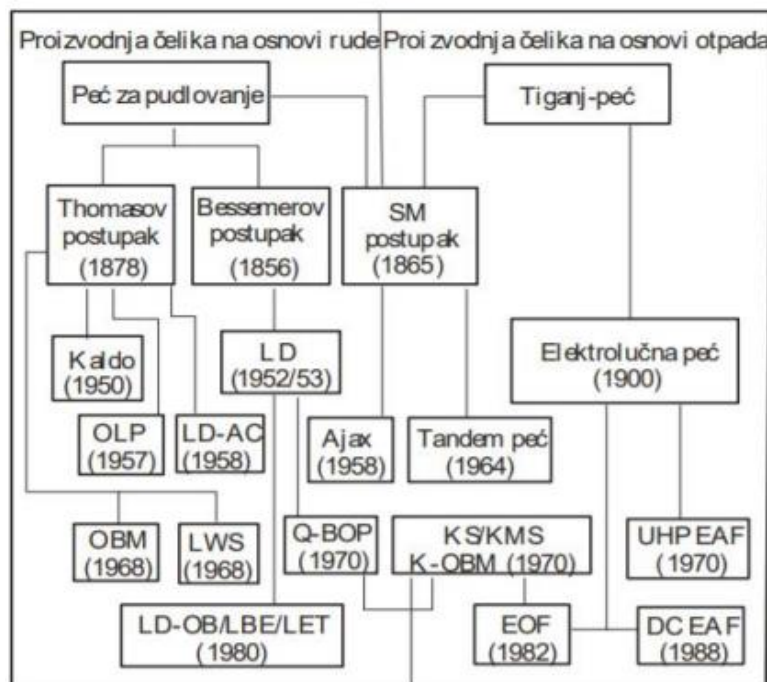 Proizvodnja čelika na osnovi rude
Proizvodnja čelika na osnovi otpada
Peć za pudlovanje
Tiganj-peć
Thomasov
postupak
(1878)
Bessemerov
postupak
(1856)
SM
postupak
(1865)
Kaldo
(1950)
LD
(1952/53)
Elektrolučna peć
(1900)
OLP
(1957)
LD-AC
(1958)
Ajax
(1958)
Tandem peć
(1964)
OBM
(1968)
LWS
(1968)
Q-BOP
(1970)
KS/KMS
K-OBM (1970)
UHP EAF
(1970)
LD-OB/LBE/LET
(1980)
EOF
(1982)
DC EAF
(1988)